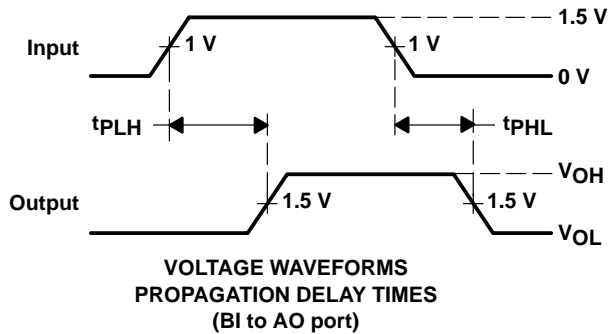 1.5 V
Input
1 V
1 V
0 V
tPLH
tPHL
VOH
Output
1.5 V
1.5 V
VOL
VOLTAGE WAVEFORMS
PROPAGATION DELAY TIMES
(BI to AO port)